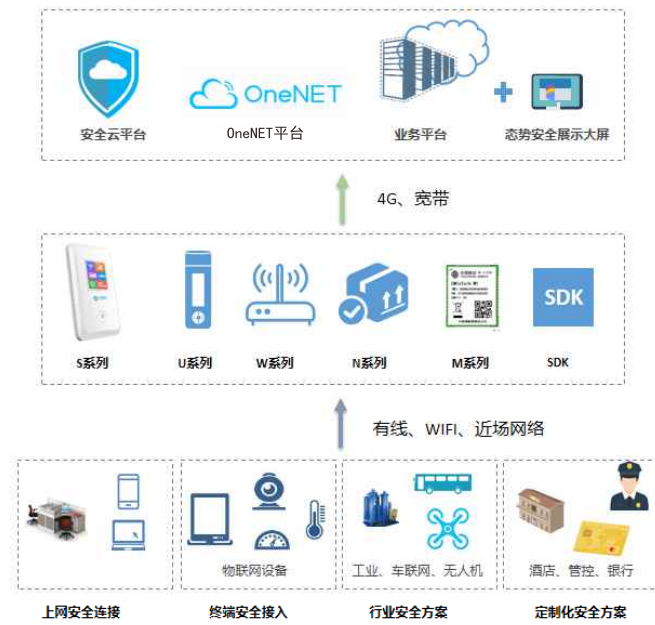 OneNET
安全云平台
OneNET平台
业务平台
态势安全展示大屏
4G、宽带
SDK
S系列
U系列
W系列
N系列
M系列
SDK
有线、WIFI、近场网络
物联网设备
工业、车联网、无人机
酒店、管控、银行
上网安全连接
终端安全接入
行业安全方案
定制化安全方案